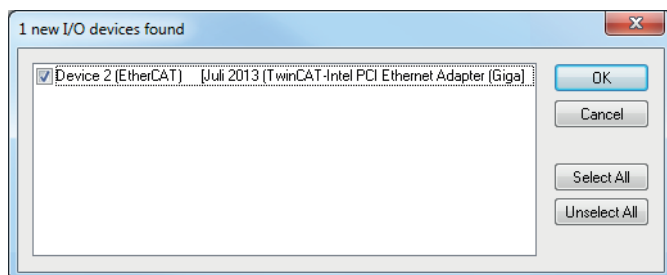 1 new I/O devices found
Device 2 (EtherCAT) [Juli 2013 (TwinCAT-Intel PCI Ethernet Adapter (Giga]
OK
Cancel
Select All
Unselect All